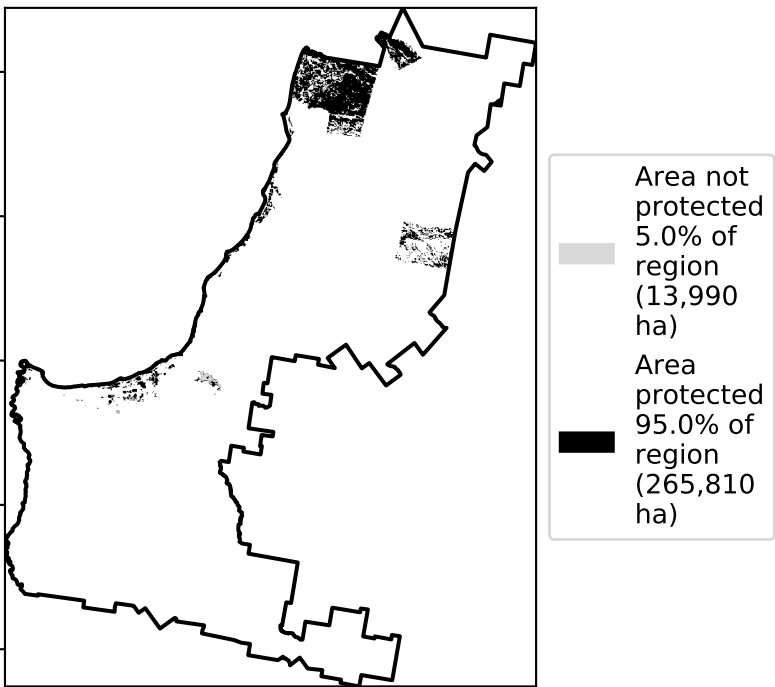 Area not
protected
5.0% of
region
(13,990
ha)
Area
protected
95.0% of
region
(265,810
ha)